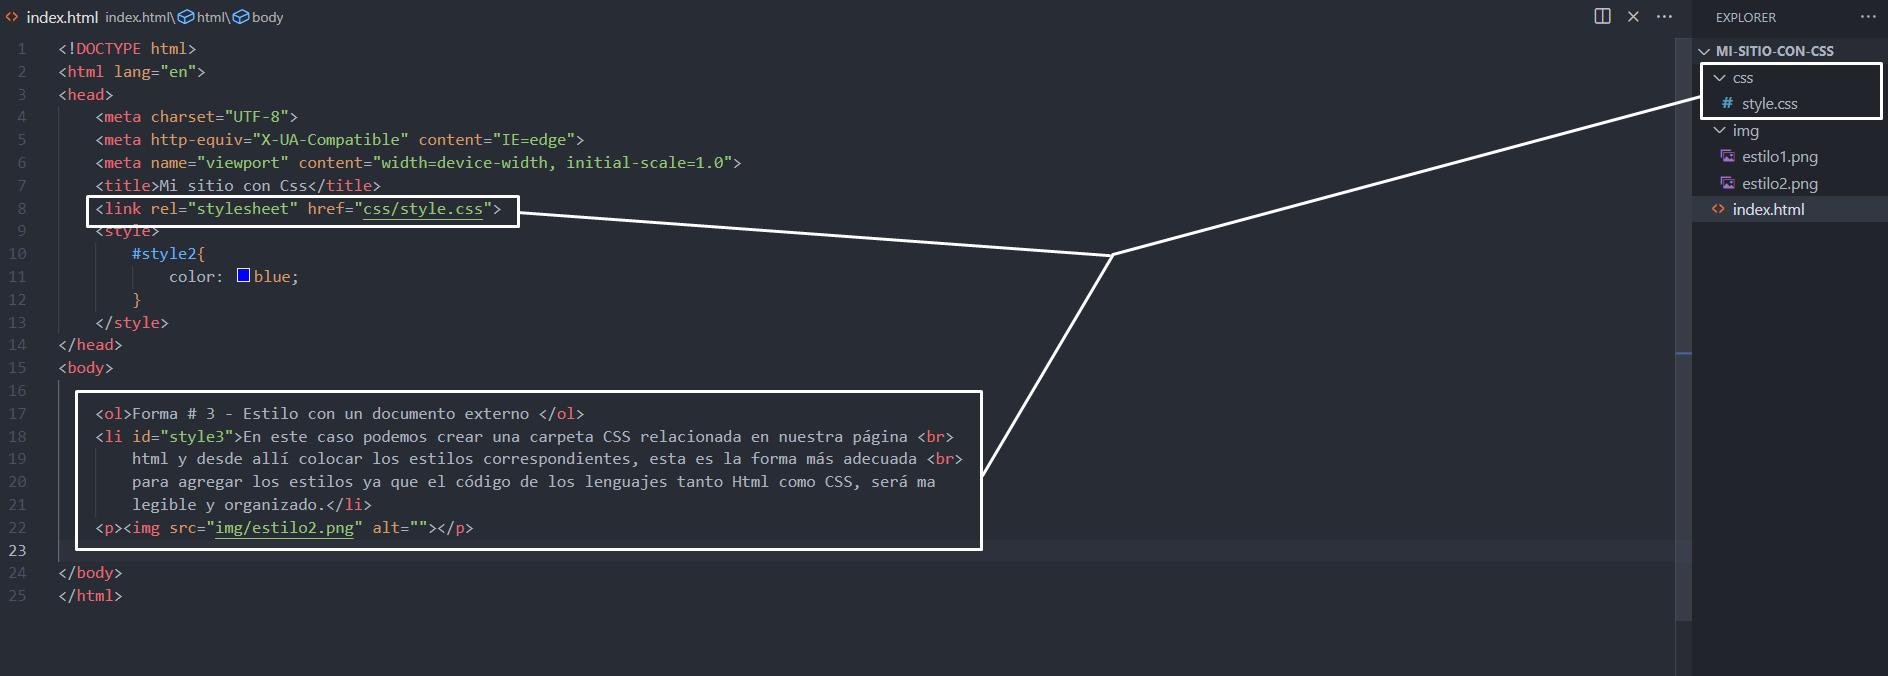 index.html index.html\html\body
1 <!DOCTYPE html>
2 <html lang="en">
3 <head>
4 <meta charset="UTF-8">
5 <meta http-equiv="X-UA-Compatible" content="IE=edge">
6 <meta name="viewport" content="width=device-width, initial-scale=1.0">
7 <title>Mi sitio con Css</title>
8 <link rel="stylesheet" href="css/style.css">
9 <style>
10 #style2{
11 color: blue;
12 }
13 </style>
14 </head>
15 <body>
16
17 <ol>Forma # 3 - Estilo con un documento externo </ol>
18 <li id="style3">En este caso podemos crear una carpeta CSS relacionada en nuestra página <br>
19 html y desde allí colocar los estilos correspondientes, esta es la forma más adecuada <br>
20 para agregar los estilos ya que el código de los lenguajes tanto Html como CSS, será ma
21 legible y organizado.</li>
22 <p><img src="img/estilo2.png" alt=""></p>
23
24 </body>
25 </html>
EXPLORER
MI-SITIO-CON-CSS
css
# style.css
img
estilo1.png
estilo2.png
<> index.html